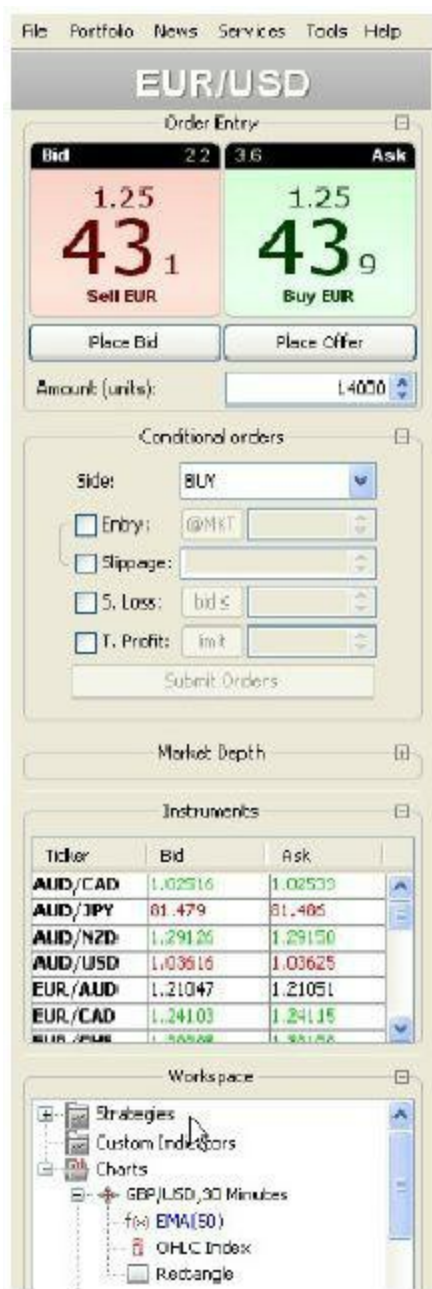 File Portfolio News Services Tools Help
EUR/USD
Order Entry
Bid 2.2 3.6 Ask
1.25 1.25
43 1 43 9
Sell EUR Buy EUR
Place Bid Place Offer
Amount (units): 14000
Conditional orders
Side: BUY
Entry: @MKT
Slippage:
S. Loss: bid ≤
T. Profit: limit
Submit Orders
Market Depth
Instruments
Ticker Bid Ask
AUD/CAD 1.02516 1.02533
AUD/JPY 81.479 81.486
AUD/NZD 1.29126 1.29150
AUD/USD 1.03616 1.03625
EUR/AUD 1.21047 1.21051
EUR/CAD 1.24103 1.24115
EUR/CHF
Workspace
Strategies
Custom Indicators
Charts
GBP/USD,30 Minutes
f(x) EMA(50)
OHLC Index
Rectangle